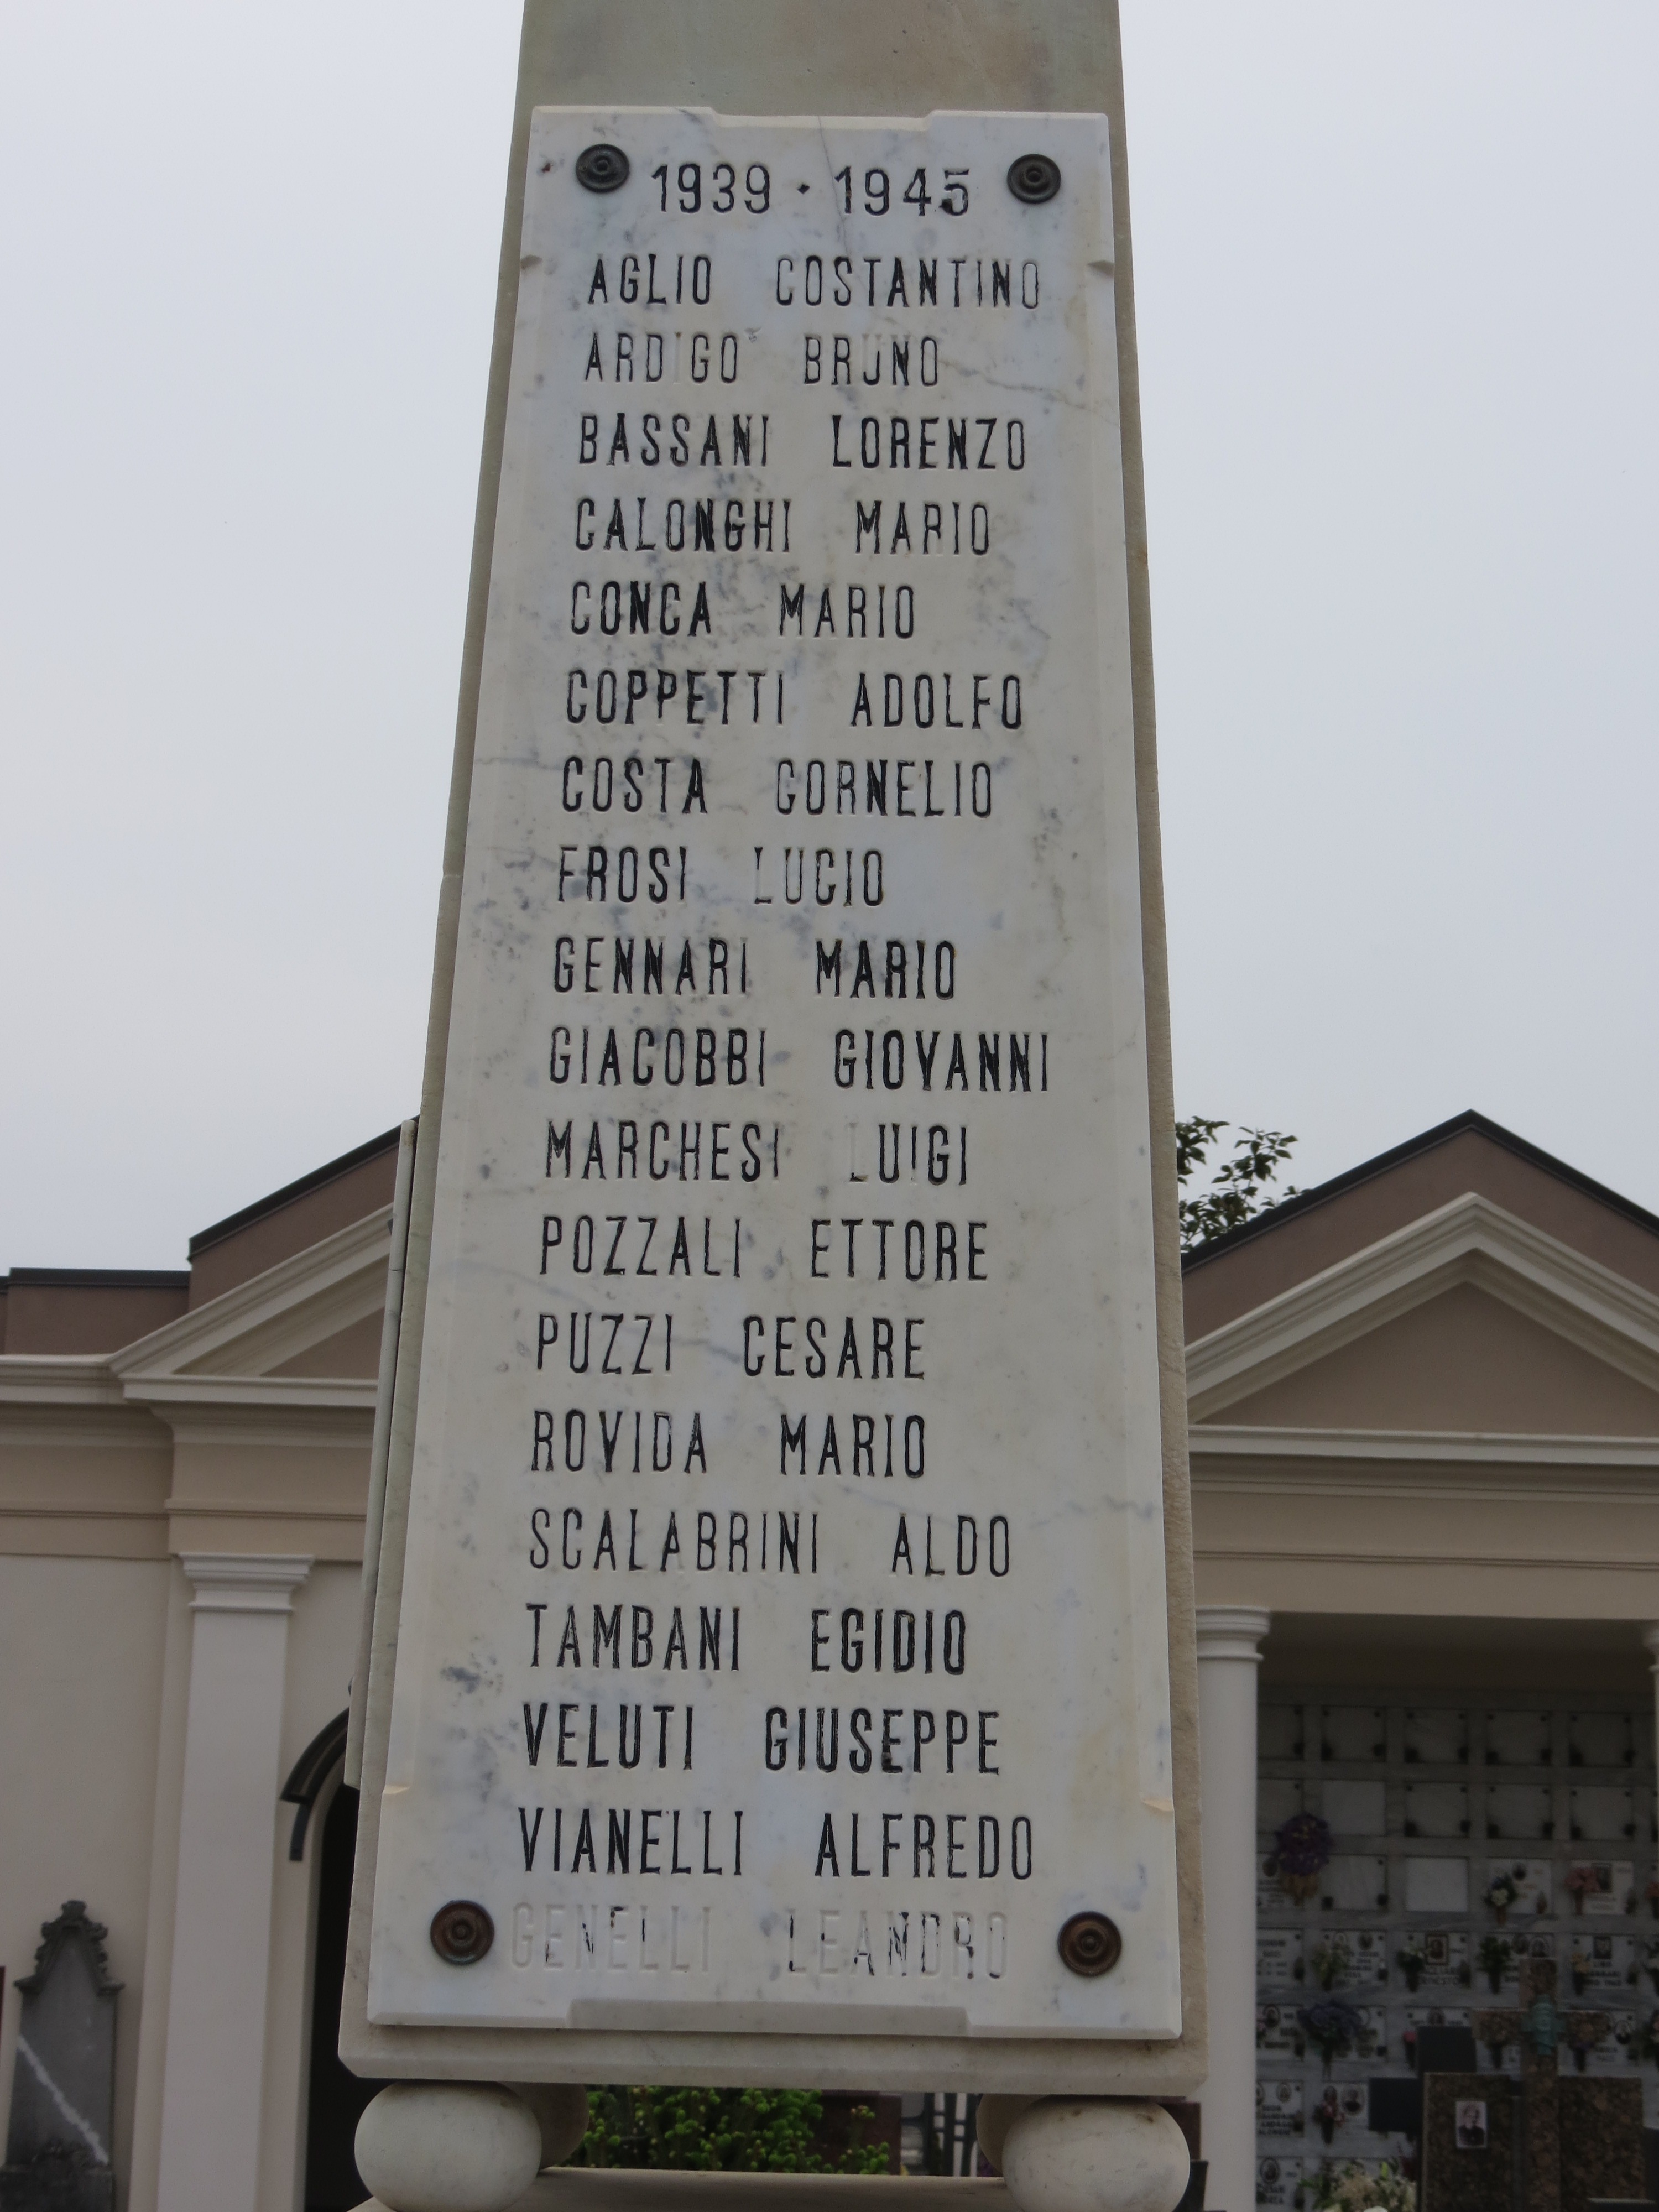 1939 · 1945
AGLIO COSTANTINO
ARDIGO' BRUNO
BASSANI LORENZO
CALONGHI MARIO
CONCA MARIO
COPPETTI ADOLFO
COSTA CORNELIO
FROSI LUCIO
GENNARI MARIO
GIACOBBI GIOVANNI
MARCHESI LUIGI
POZZALI ETTORE
PUZZI CESARE
ROVIDA MARIO
SCALABRINI ALDO
TAMBANI EGIDIO
VELUTI GIUSEPPE
VIANELLI ALFREDO
GENELLI LEANDRO